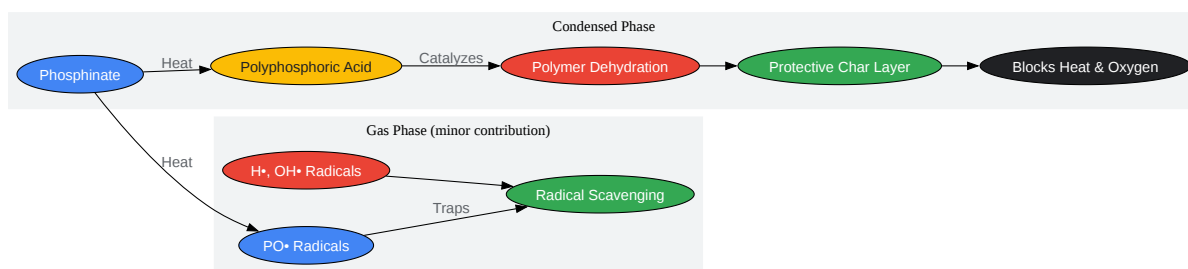 Condensed Phase
Phosphinate
Heat
Polyphosphoric Acid
Catalyzes
Polymer Dehydration
Protective Char Layer
Blocks Heat & Oxygen
Gas Phase (minor contribution)
Heat
H•, OH• Radicals
Radical Scavenging
Traps
PO• Radicals